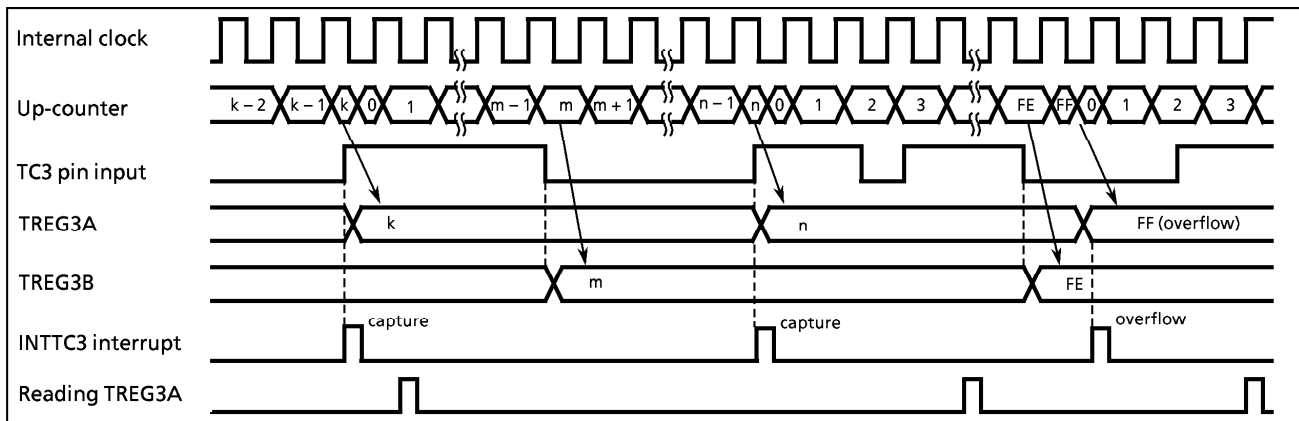 Internal clock
Up-counter k – 2 k – 1 k 0 1 m – 1 m m + 1 n – 1 n 0 1 2 3 FE FF 0 1 2 3
TC3 pin input
TREG3A k n FF (overflow)
TREG3B m FE
INTTC3 interrupt capture capture overflow
Reading TREG3A